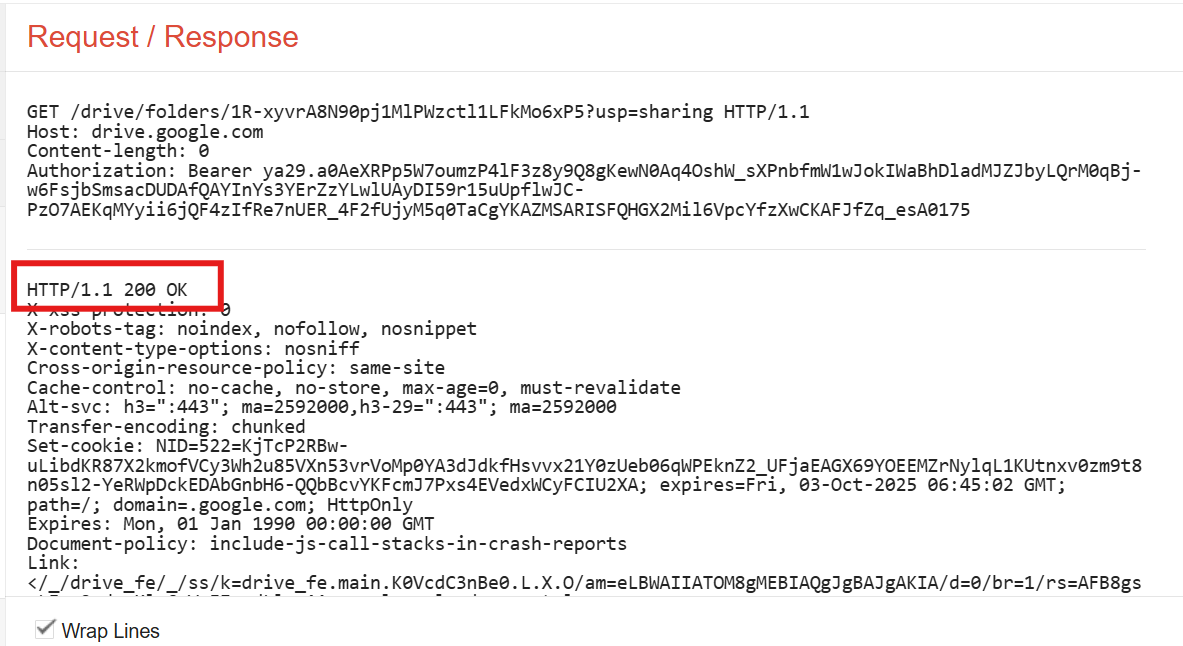 Request / Response
GET /drive/folders/1R-xyvrA8N90pj1MlPWzctl1LFkMo6xP5?usp=sharing HTTP/1.1
Host: drive.google.com
Content-length: 0
Authorization: Bearer ya29.a0AeXRPp5W7oumzP4lF3z8y9Q8gKewN0Aq4OshW_sXPnbfmW1wJokIWaBhDladMJZJbyLQrM0qBj-
w6FsjbSmsacDUDAfQAYInYs3YErZzYLwlUAyDI59r15uUpflwJC-
PzO7AEKqMYyii6jQF4zIfRe7nUER_4F2fUjyM5q0TaCgYKAZMSARISFQHGX2Mil6VpcYfzXwCKAFJfZq_esA0175
HTTP/1.1 200 OK
X-xss-protection: 0
X-robots-tag: noindex, nofollow, nosnippet
X-content-type-options: nosniff
Cross-origin-resource-policy: same-site
Cache-control: no-cache, no-store, max-age=0, must-revalidate
Alt-svc: h3=":443"; ma=2592000,h3-29=":443"; ma=2592000
Transfer-encoding: chunked
Set-cookie: NID=522=KjTcP2RBw-
uLibdKR87X2kmofVCy3Wh2u85VXn53vrVoMp0YA3dJdkfHsvvx21Y0zUeb06qWPEknZ2_UFjaEAGX69YOEEMZrNylqL1KUtnxv0zm9t8
n05sl2-YeRWpDckEDAbGnbH6-QQbBcvYKFcmJ7Pxs4EVedxWCyFCIU2XA; expires=Fri, 03-Oct-2025 06:45:02 GMT;
path=/; domain=.google.com; HttpOnly
Expires: Mon, 01 Jan 1990 00:00:00 GMT
Document-policy: include-js-call-stacks-in-crash-reports
Link:
</_/drive_fe/_/ss/k=drive_fe.main.K0VcdC3nBe0.L.X.O/am=eLBWAIIATOM8gMEBIAQgJgBAJgAKIA/d=0/br=1/rs=AFB8gs
Wrap Lines